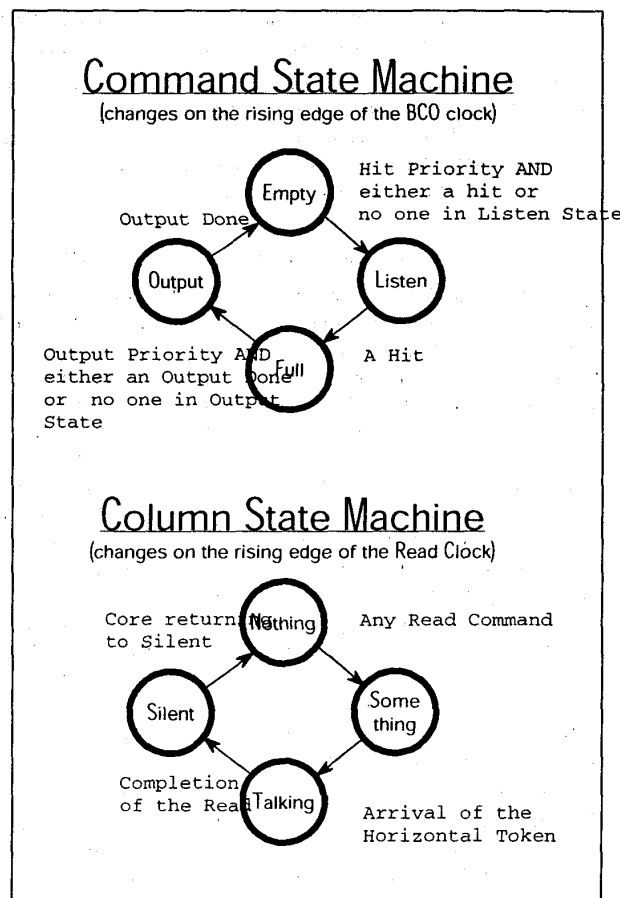 Command State Machine
(changes on the rising edge of the BCO clock)
Empty
Hit Priority AND
either a hit or
no one in Listen State
Output Done
Output
Listen
Output Priority AND
either an Output Done
or no one in Output
State
Full
A Hit
Column State Machine
(changes on the rising edge of the Read Clock)
Core returning
to Silent
Nothing
Any Read Command
Silent
Some
thing
Completion
of the Read
Talking
Arrival of the
Horizontal Token